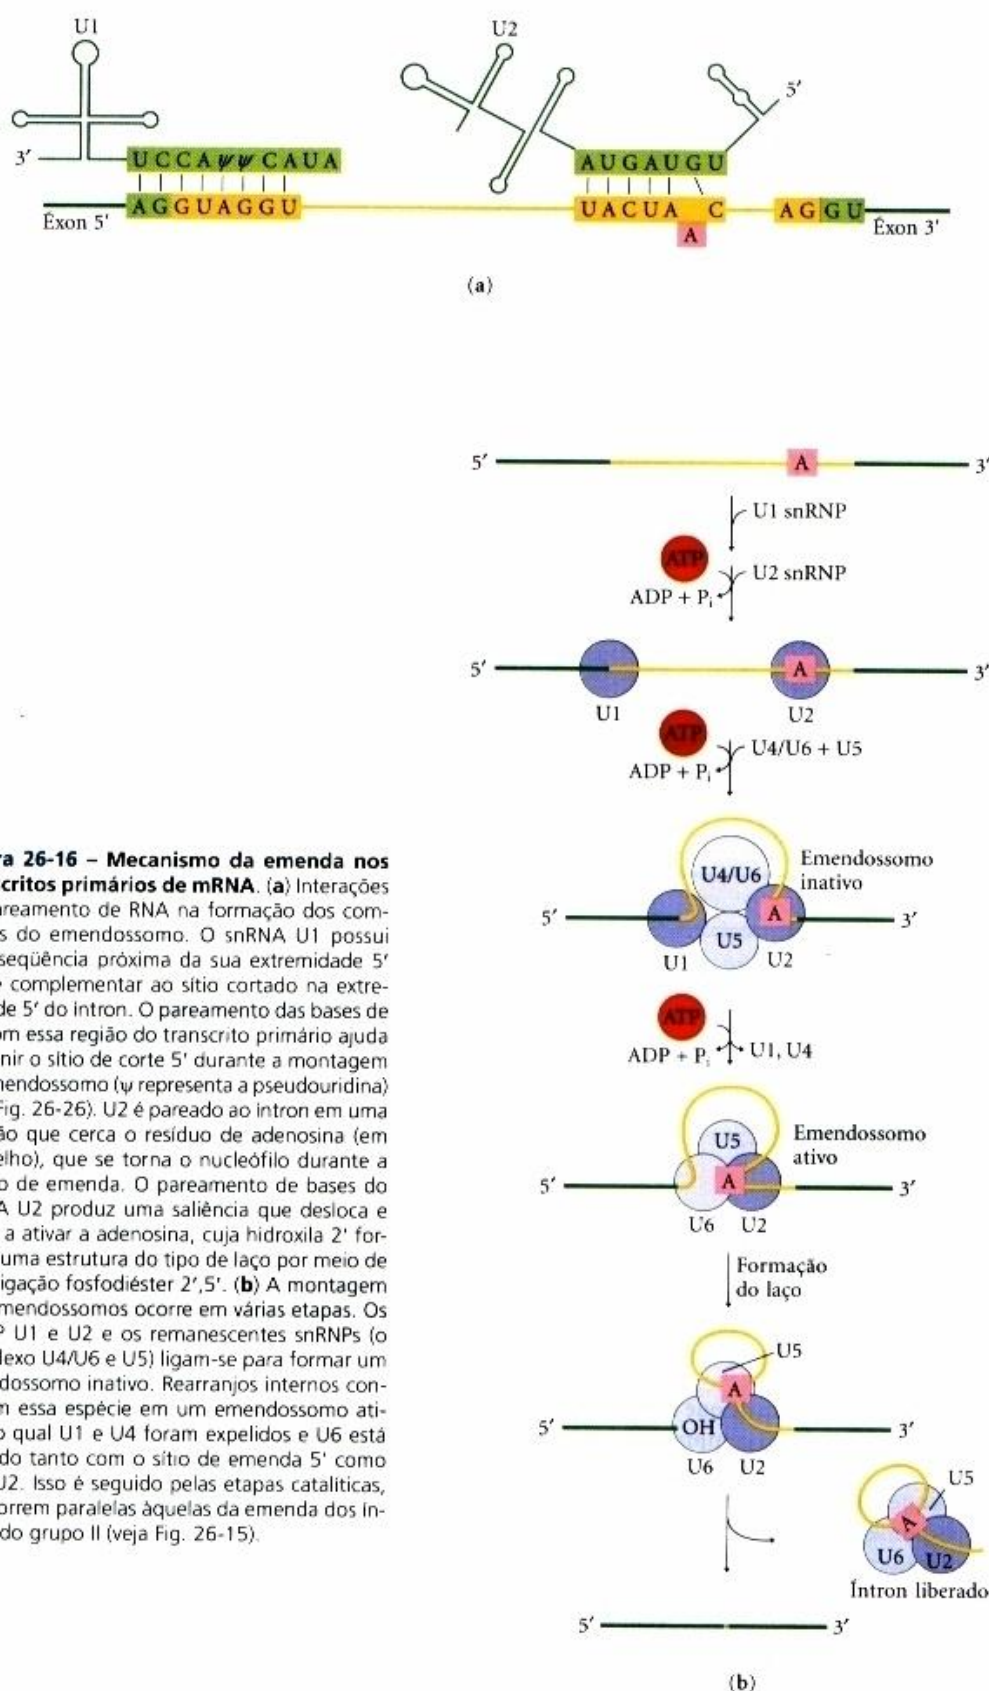 U1
U2
5'
3'
UCCAψψCAUA
AUGAUGU
AGGUAGGU
UACUA C
AGGU
A
Éxon 5'
Éxon 3'
(a)
5' A 3'
U1 snRNP
ATP
U2 snRNP
ADP + Pi
5' A 3'
U1 U2
ATP
U4/U6 + U5
ADP + Pi
Emendossomo
inativo
U4/U6
5' A 3'
U5
U1 U2
ATP
ADP + Pi U1, U4
Emendossomo
ativo
U5
5' A 3'
U6 U2
Formação
do laço
U5
A
5' OH 3'
U6 U2
U5
A
U6 U2
Íntron liberado
5' 3'
(b)
ra 26-16 – Mecanismo da emenda nos
scritos primários de mRNA. (a) Interações
areamento de RNA na formação dos com-
s do emendossomo. O snRNA U1 possui
seqüência próxima da sua extremidade 5'
complementar ao sítio cortado na extre-
de 5' do íntron. O pareamento das bases de
om essa região do transcrito primário ajuda
nir o sítio de corte 5' durante a montagem
mendossomo (ψ representa a pseudouridina)
Fig. 26-26). U2 é pareado ao íntron em uma
ão que cerca o resíduo de adenosina (em
elho), que se torna o nucleófilo durante a
o de emenda. O pareamento de bases do
A U2 produz uma saliência que desloca e
a ativar a adenosina, cuja hidroxila 2' for-
uma estrutura do tipo de laço por meio de
igação fosfodiéster 2',5'. (b) A montagem
mendossomos ocorre em várias etapas. Os
P U1 e U2 e os remanescentes snRNPs (o
lexo U4/U6 e U5) ligam-se para formar um
dossomo inativo. Rearranjos internos con-
m essa espécie em um emendossomo ati-
o qual U1 e U4 foram expelidos e U6 está
do tanto com o sítio de emenda 5' como
U2. Isso é seguido pelas etapas catalíticas,
orrem paralelas àquelas da emenda dos ín-
do grupo II (veja Fig. 26-15).